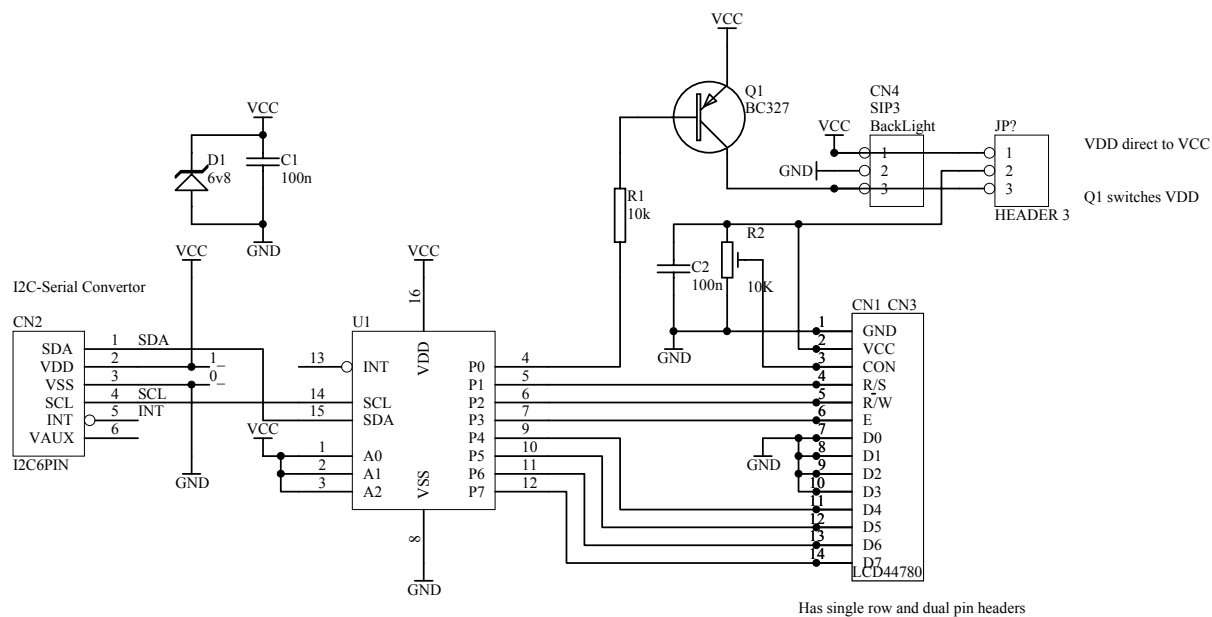 VCC
Q1
BC327
CN4
SIP3
BackLight
VCC
1
GND
2
3
JP?
1
2
3
HEADER 3
VDD direct to VCC
Q1 switches VDD
VCC
D1
6v8
C1
100n
GND
R1
10k
R2
10K
C2
100n
GND
VCC
I2C-Serial Convertor
CN2
SDA 1 SDA
VDD 2 1_
VSS 3 0_
SCL 4 SCL
INT 5 INT
VAUX 6
I2C6PIN
GND
VCC
VCC
16
U1
VDD
13 INT
14 SCL
15 SDA
1 A0
2 A1
3 A2
VSS
8
GND
P0 4
P1 5
P2 6
P3 7
P4 9
P5 10
P6 11
P7 12
CN1 CN3
1 GND
2 VCC
3 CON
4 R/S
5 R/W
6 E
7 D0
GND
8 D1
9 D2
10 D3
11 D4
12 D5
13 D6
14 D7
LCD44780
Has single row and dual pin headers